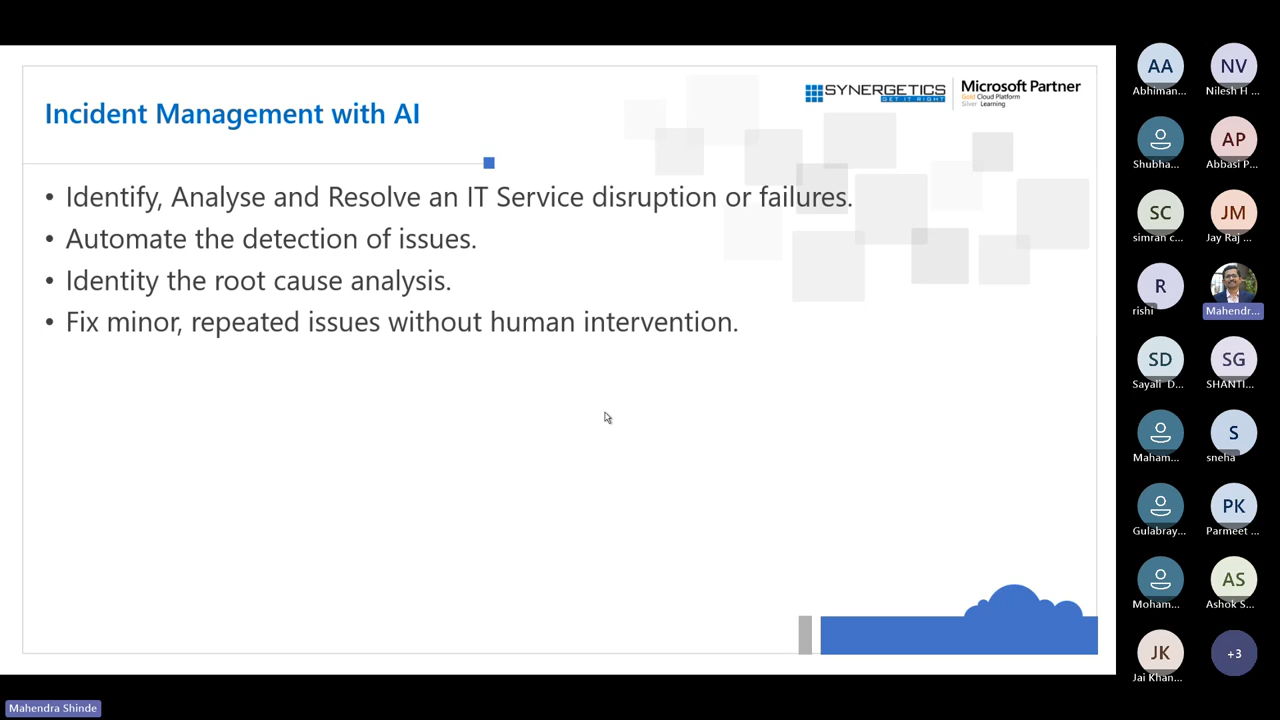 Incident Management with AI
SYNERGETICS
GET IT RIGHT
Microsoft Partner
Gold Cloud Platform
Silver Learning
• Identify, Analyse and Resolve an IT Service disruption or failures.
• Automate the detection of issues.
• Identity the root cause analysis.
• Fix minor, repeated issues without human intervention.
AA
Abhiman...
NV
Nilesh H ...
Shubha...
AP
Abbasi P...
SC
simran c...
JM
Jay Raj ...
R
rishi
Mahendr...
SD
Sayali D...
SG
SHANTI...
Maham...
S
sneha
Gulabray...
PK
Parmeet ...
Moham...
AS
Ashok S...
JK
Jai Khan...
+3
Mahendra Shinde